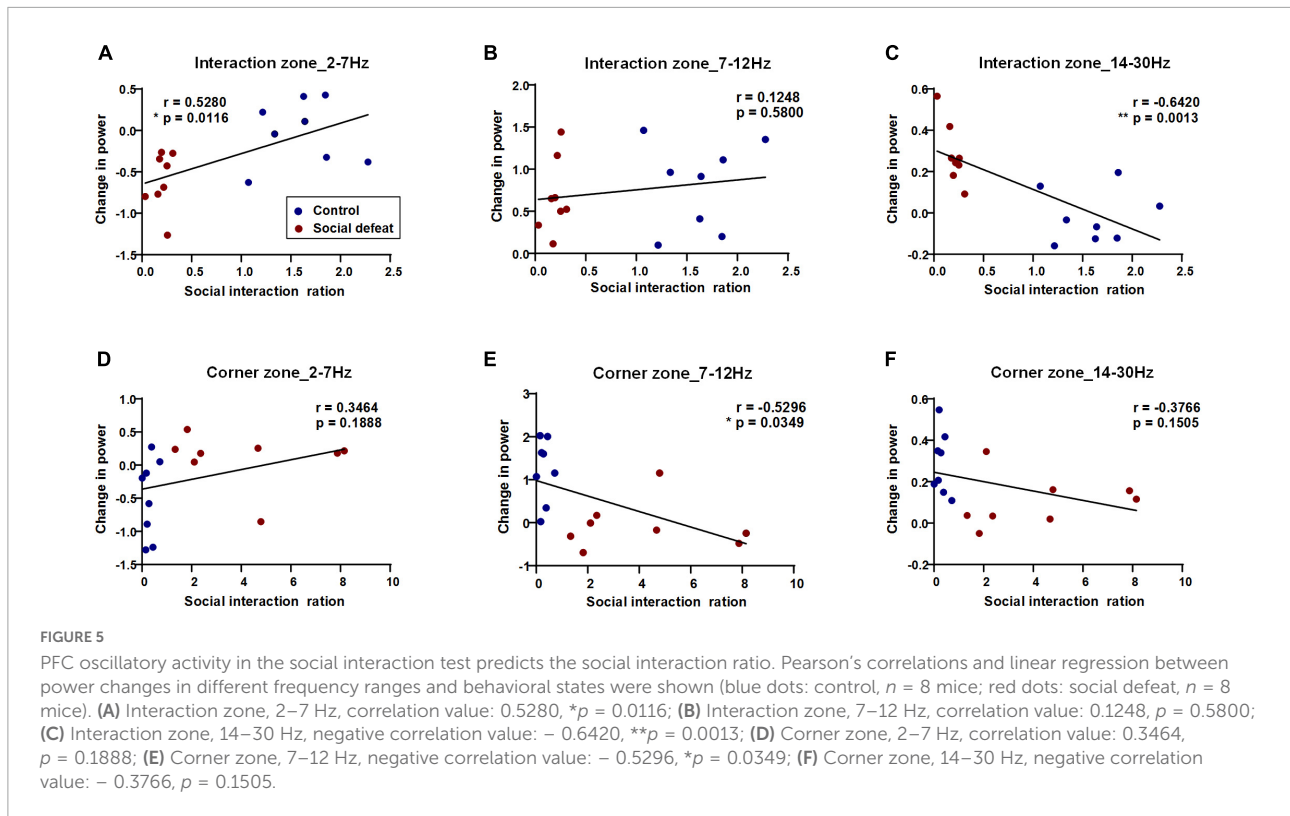 A
Interaction zone_2-7Hz
r = 0.5280
* p = 0.0116
Change in power
0.5
0.0
-0.5
-1.0
-1.5
Control
Social defeat
0.0 0.5 1.0 1.5 2.0 2.5
Social interaction ration
B
Interaction zone_7-12Hz
r = 0.1248
p = 0.5800
Change in power
2.0
1.5
1.0
0.5
0.0
0.0 0.5 1.0 1.5 2.0 2.5
Social interaction ration
C
Interaction zone_14-30Hz
r = -0.6420
** p = 0.0013
Change in power
0.6
0.4
0.2
0.0
-0.2
0.0 0.5 1.0 1.5 2.0 2.5
Social interaction ration
D
Corner zone_2-7Hz
r = 0.3464
p = 0.1888
Change in power
1.0
0.5
0.0
-0.5
-1.0
-1.5
0 2 4 6 8 10
Social interaction ration
E
Corner zone_7-12Hz
r = -0.5296
* p = 0.0349
Change in power
3
2
1
0
-1
0 2 4 6 8 10
Social interaction ration
F
Corner zone_14-30Hz
r = -0.3766
p = 0.1505
Change in power
0.6
0.4
0.2
0.0
-0.2
0 2 4 6 8 10
Social interaction ration
FIGURE 5
PFC oscillatory activity in the social interaction test predicts the social interaction ratio. Pearson's correlations and linear regression between
power changes in different frequency ranges and behavioral states were shown (blue dots: control, n = 8 mice; red dots: social defeat, n = 8
mice). (A) Interaction zone, 2–7 Hz, correlation value: 0.5280, *p = 0.0116; (B) Interaction zone, 7–12 Hz, correlation value: 0.1248, p = 0.5800;
(C) Interaction zone, 14–30 Hz, negative correlation value: – 0.6420, **p = 0.0013; (D) Corner zone, 2–7 Hz, correlation value: 0.3464,
p = 0.1888; (E) Corner zone, 7–12 Hz, negative correlation value: – 0.5296, *p = 0.0349; (F) Corner zone, 14–30 Hz, negative correlation
value: – 0.3766, p = 0.1505.